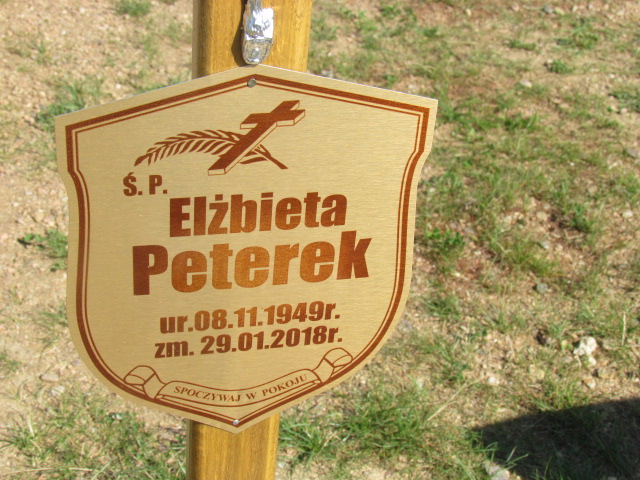 Ś. P.
Elżbieta
Peterek
ur.08.11.1949r.
zm. 29.01.2018r.
SPOCZYWAJ W POKOJU